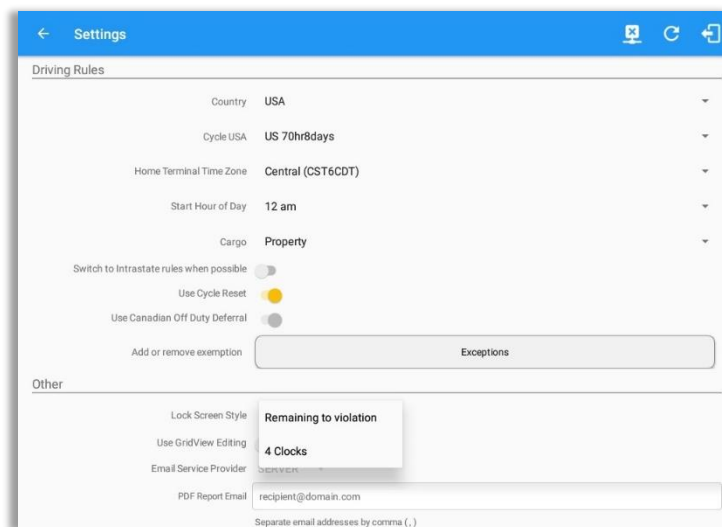 Settings
Driving Rules
Country USA
Cycle USA US 70hr8days
Home Terminal Time Zone Central (CST6CDT)
Start Hour of Day 12 am
Cargo Property
Switch to Intrastate rules when possible
Use Cycle Reset
Use Canadian Off Duty Deferral
Add or remove exemption Exceptions
Other
Lock Screen Style Remaining to violation
Use GridView Editing 4 Clocks
Email Service Provider SERVER
PDF Report Email recipient@domain.com
Separate email addresses by comma ( , )